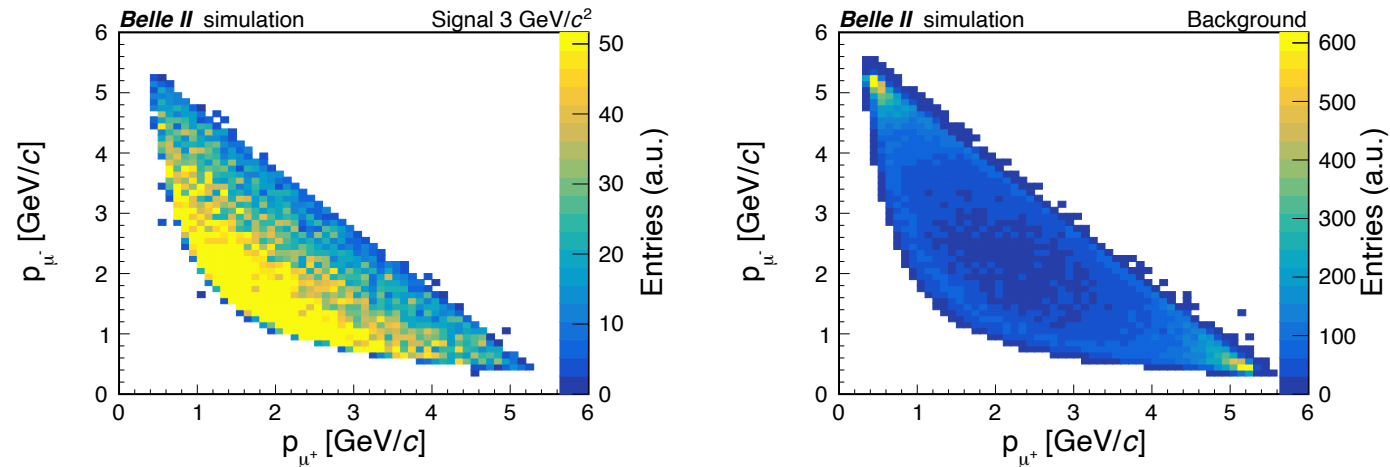 Belle II simulation Signal 3 GeV/c²
6
5
4
3
2
1
0
p_μ⁻ [GeV/c]
0 1 2 3 4 5 6
p_μ⁺ [GeV/c]
50
40
30
20
10
0
Entries (a.u.)
Belle II simulation Background
6
5
4
3
2
1
0
p_μ⁻ [GeV/c]
0 1 2 3 4 5 6
p_μ⁺ [GeV/c]
600
500
400
300
200
100
0
Entries (a.u.)